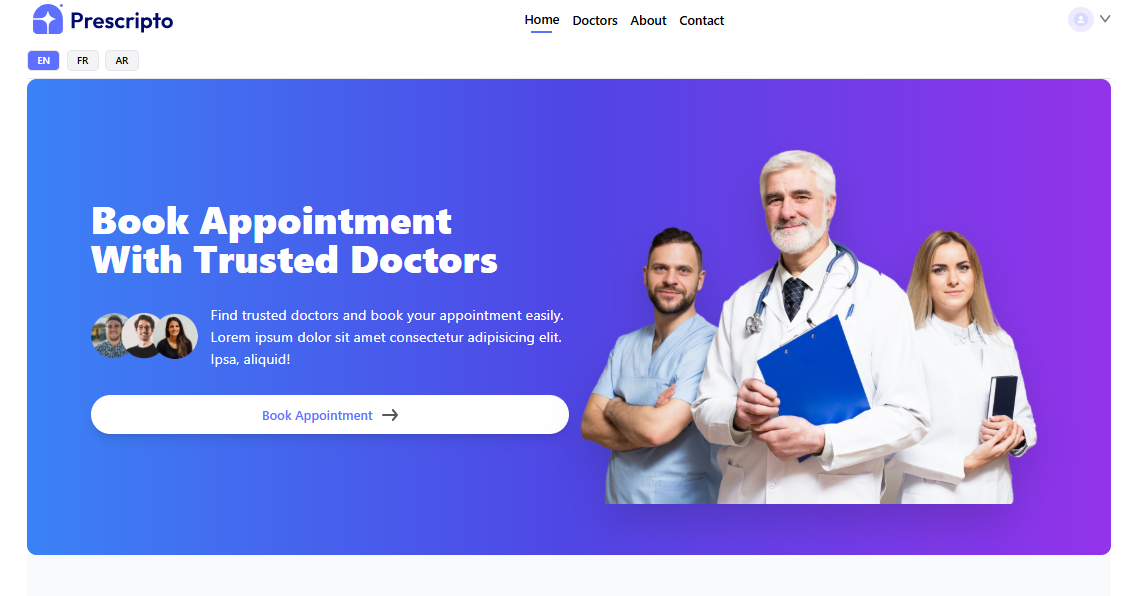 Prescripto
Home Doctors About Contact
EN FR AR
Book Appointment
With Trusted Doctors
Find trusted doctors and book your appointment easily.
Lorem ipsum dolor sit amet consectetur adipisicing elit.
Ipsa, aliquid!
Book Appointment